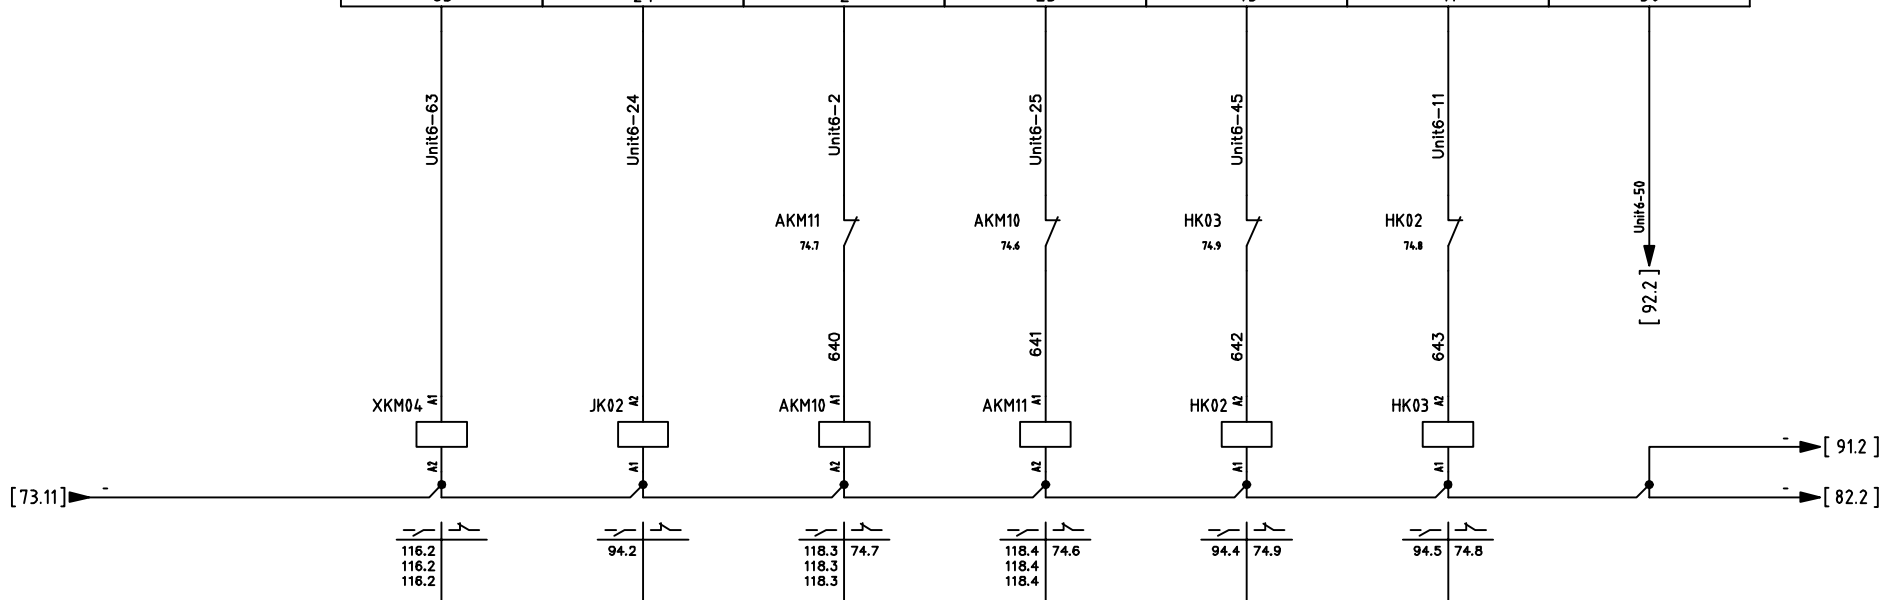 Unit6-63
Unit6-24
Unit6-2
Unit6-25
Unit6-45
Unit6-11
Unit6-50
AKM11
74.7
AKM10
74.6
HK03
74.9
HK02
74.8
[ 92.2 ]
640
641
642
643
XKM04 A1
JK02 A2
AKM10 A1
AKM11 A1
HK02 A2
HK03 A2
A2
A1
A2
A2
A1
A1
- [ 91.2 ]
[73.11] -
- [ 82.2 ]
116.2
116.2
116.2
94.2
118.3 74.7
118.3
118.3
118.4 74.6
118.4
118.4
94.4 74.9
94.5 74.8